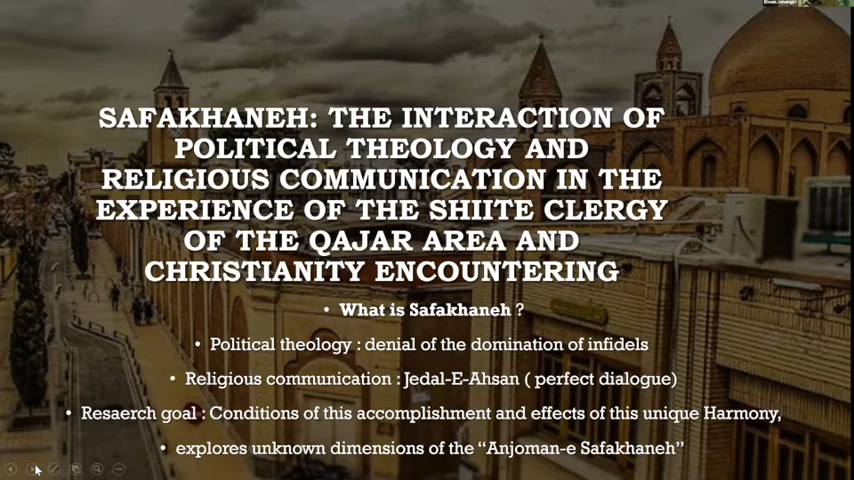 Ehsan Jahangiri
SAFAKHANEH: THE INTERACTION OF
POLITICAL THEOLOGY AND
RELIGIOUS COMMUNICATION IN THE
EXPERIENCE OF THE SHIITE CLERGY
OF THE QAJAR AREA AND
CHRISTIANITY ENCOUNTERING
• What is Safakhaneh ?
• Political theology : denial of the domination of infidels
• Religious communication : Jedal-E-Ahsan ( perfect dialogue)
• Resaerch goal : Conditions of this accomplishment and effects of this unique Harmony,
• explores unknown dimensions of the “Anjoman-e Safakhaneh”